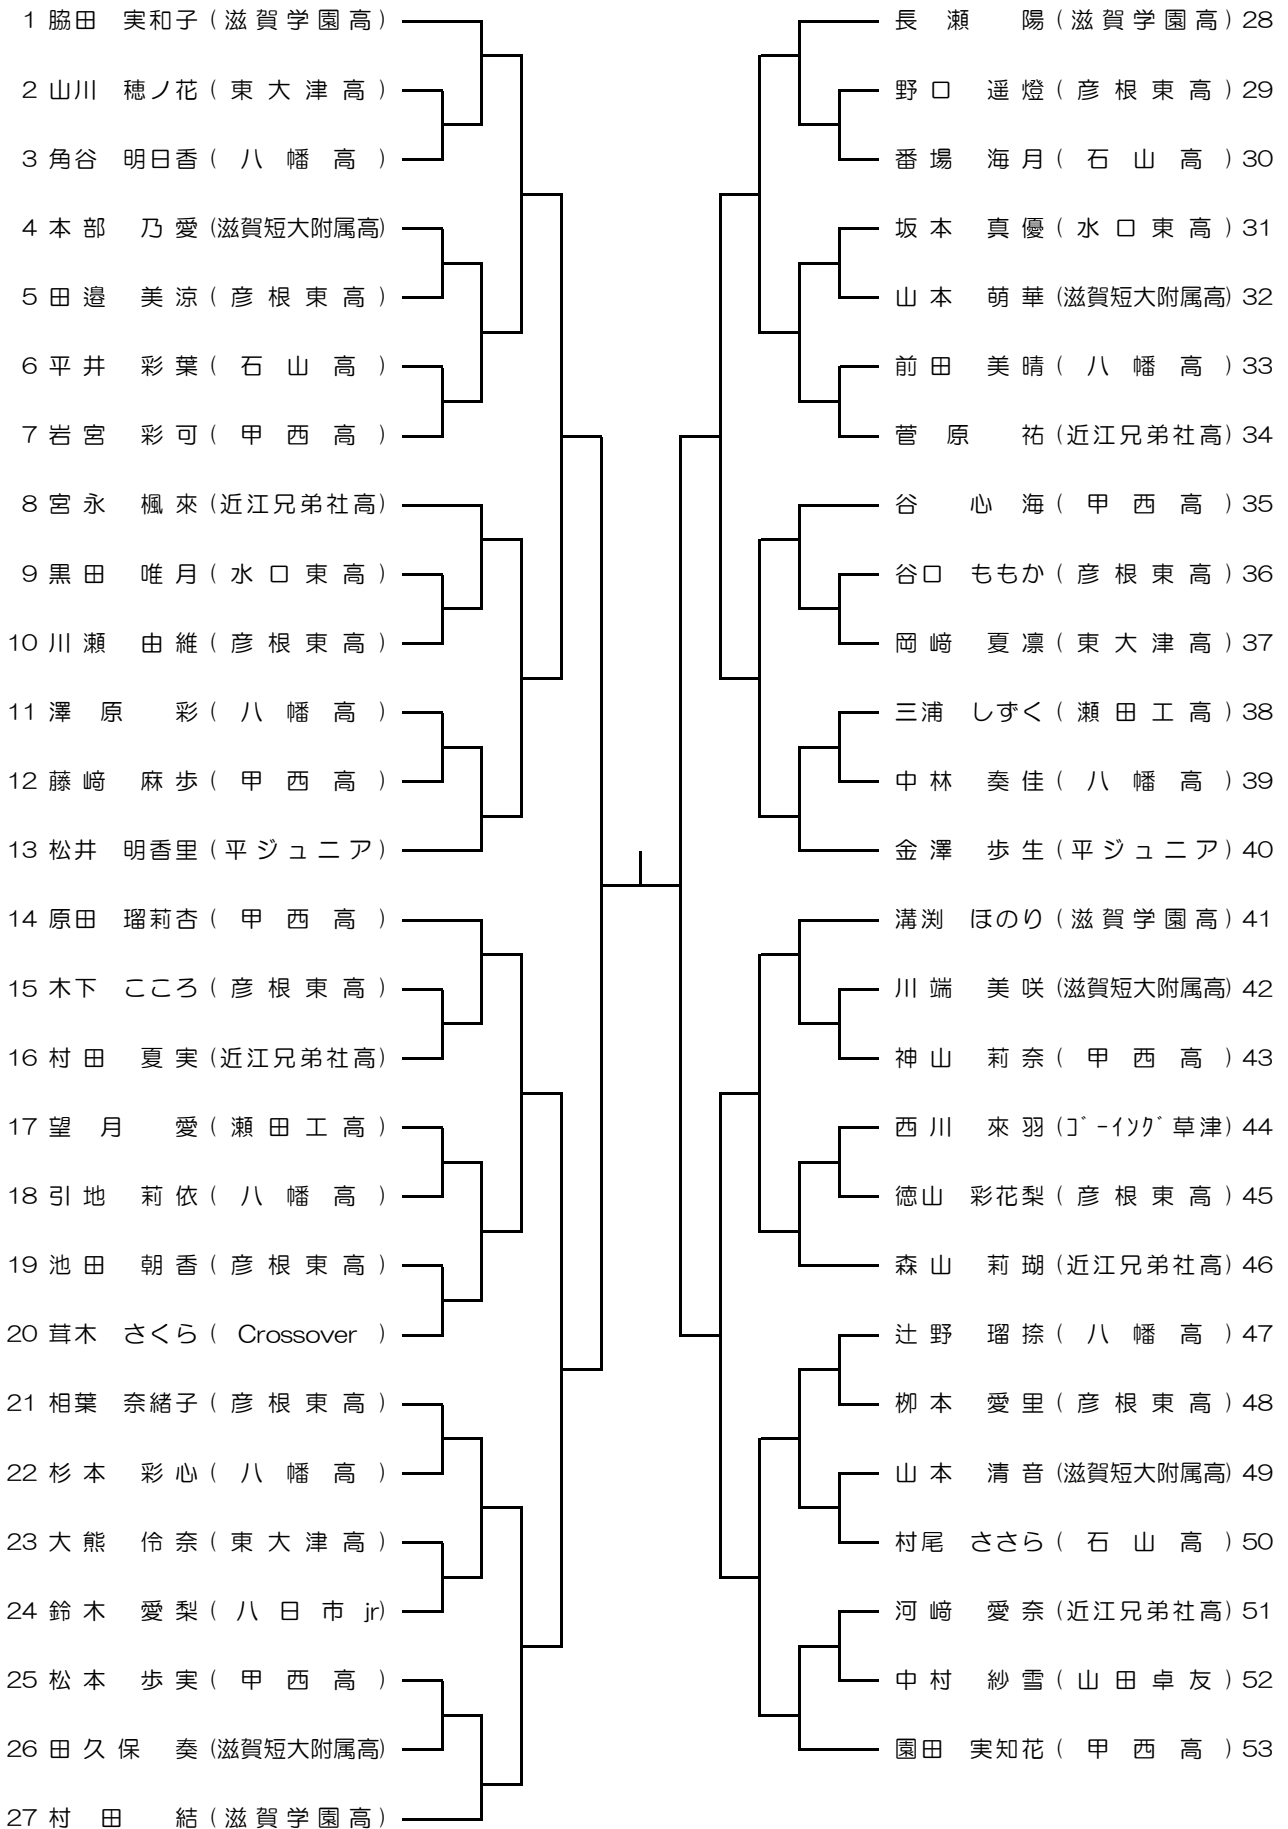 1 脇田 実和子 (滋賀学園高)
2 山川 穂ノ花 (東大津高)
3 角谷 明日香 (八幡高)
4 本部 乃愛 (滋賀短大附属高)
5 田邉 美涼 (彦根東高)
6 平井 彩葉 (石山高)
7 岩宮 彩可 (甲西高)
8 宮永 楓來 (近江兄弟社高)
9 黒田 唯月 (水口東高)
10 川瀬 由維 (彦根東高)
11 澤原 彩 (八幡高)
12 藤﨑 麻歩 (甲西高)
13 松井 明香里 (平ジュニア)
14 原田 瑠莉杏 (甲西高)
15 木下 こころ (彦根東高)
16 村田 夏実 (近江兄弟社高)
17 望月 愛 (瀬田工高)
18 引地 莉依 (八幡高)
19 池田 朝香 (彦根東高)
20 茸木 さくら (Crossover)
21 相葉 奈緒子 (彦根東高)
22 杉本 彩心 (八幡高)
23 大熊 伶奈 (東大津高)
24 鈴木 愛梨 (八日市jr)
25 松本 歩実 (甲西高)
26 田久保 奏 (滋賀短大附属高)
27 村田 結 (滋賀学園高)
長瀬 陽 (滋賀学園高) 28
野口 遥燈 (彦根東高) 29
番場 海月 (石山高) 30
坂本 真優 (水口東高) 31
山本 萌華 (滋賀短大附属高) 32
前田 美晴 (八幡高) 33
菅原 祐 (近江兄弟社高) 34
谷 心海 (甲西高) 35
谷口 ももか (彦根東高) 36
岡﨑 夏凛 (東大津高) 37
三浦 しずく (瀬田工高) 38
中林 奏佳 (八幡高) 39
金澤 歩生 (平ジュニア) 40
溝渕 ほのり (滋賀学園高) 41
川端 美咲 (滋賀短大附属高) 42
神山 莉奈 (甲西高) 43
西川 來羽 (ｺﾞｰｲﾝｸﾞ草津) 44
徳山 彩花梨 (彦根東高) 45
森山 莉瑚 (近江兄弟社高) 46
辻野 瑠捺 (八幡高) 47
栁本 愛里 (彦根東高) 48
山本 清音 (滋賀短大附属高) 49
村尾 ささら (石山高) 50
河﨑 愛奈 (近江兄弟社高) 51
中村 紗雪 (山田卓友) 52
園田 実知花 (甲西高) 53